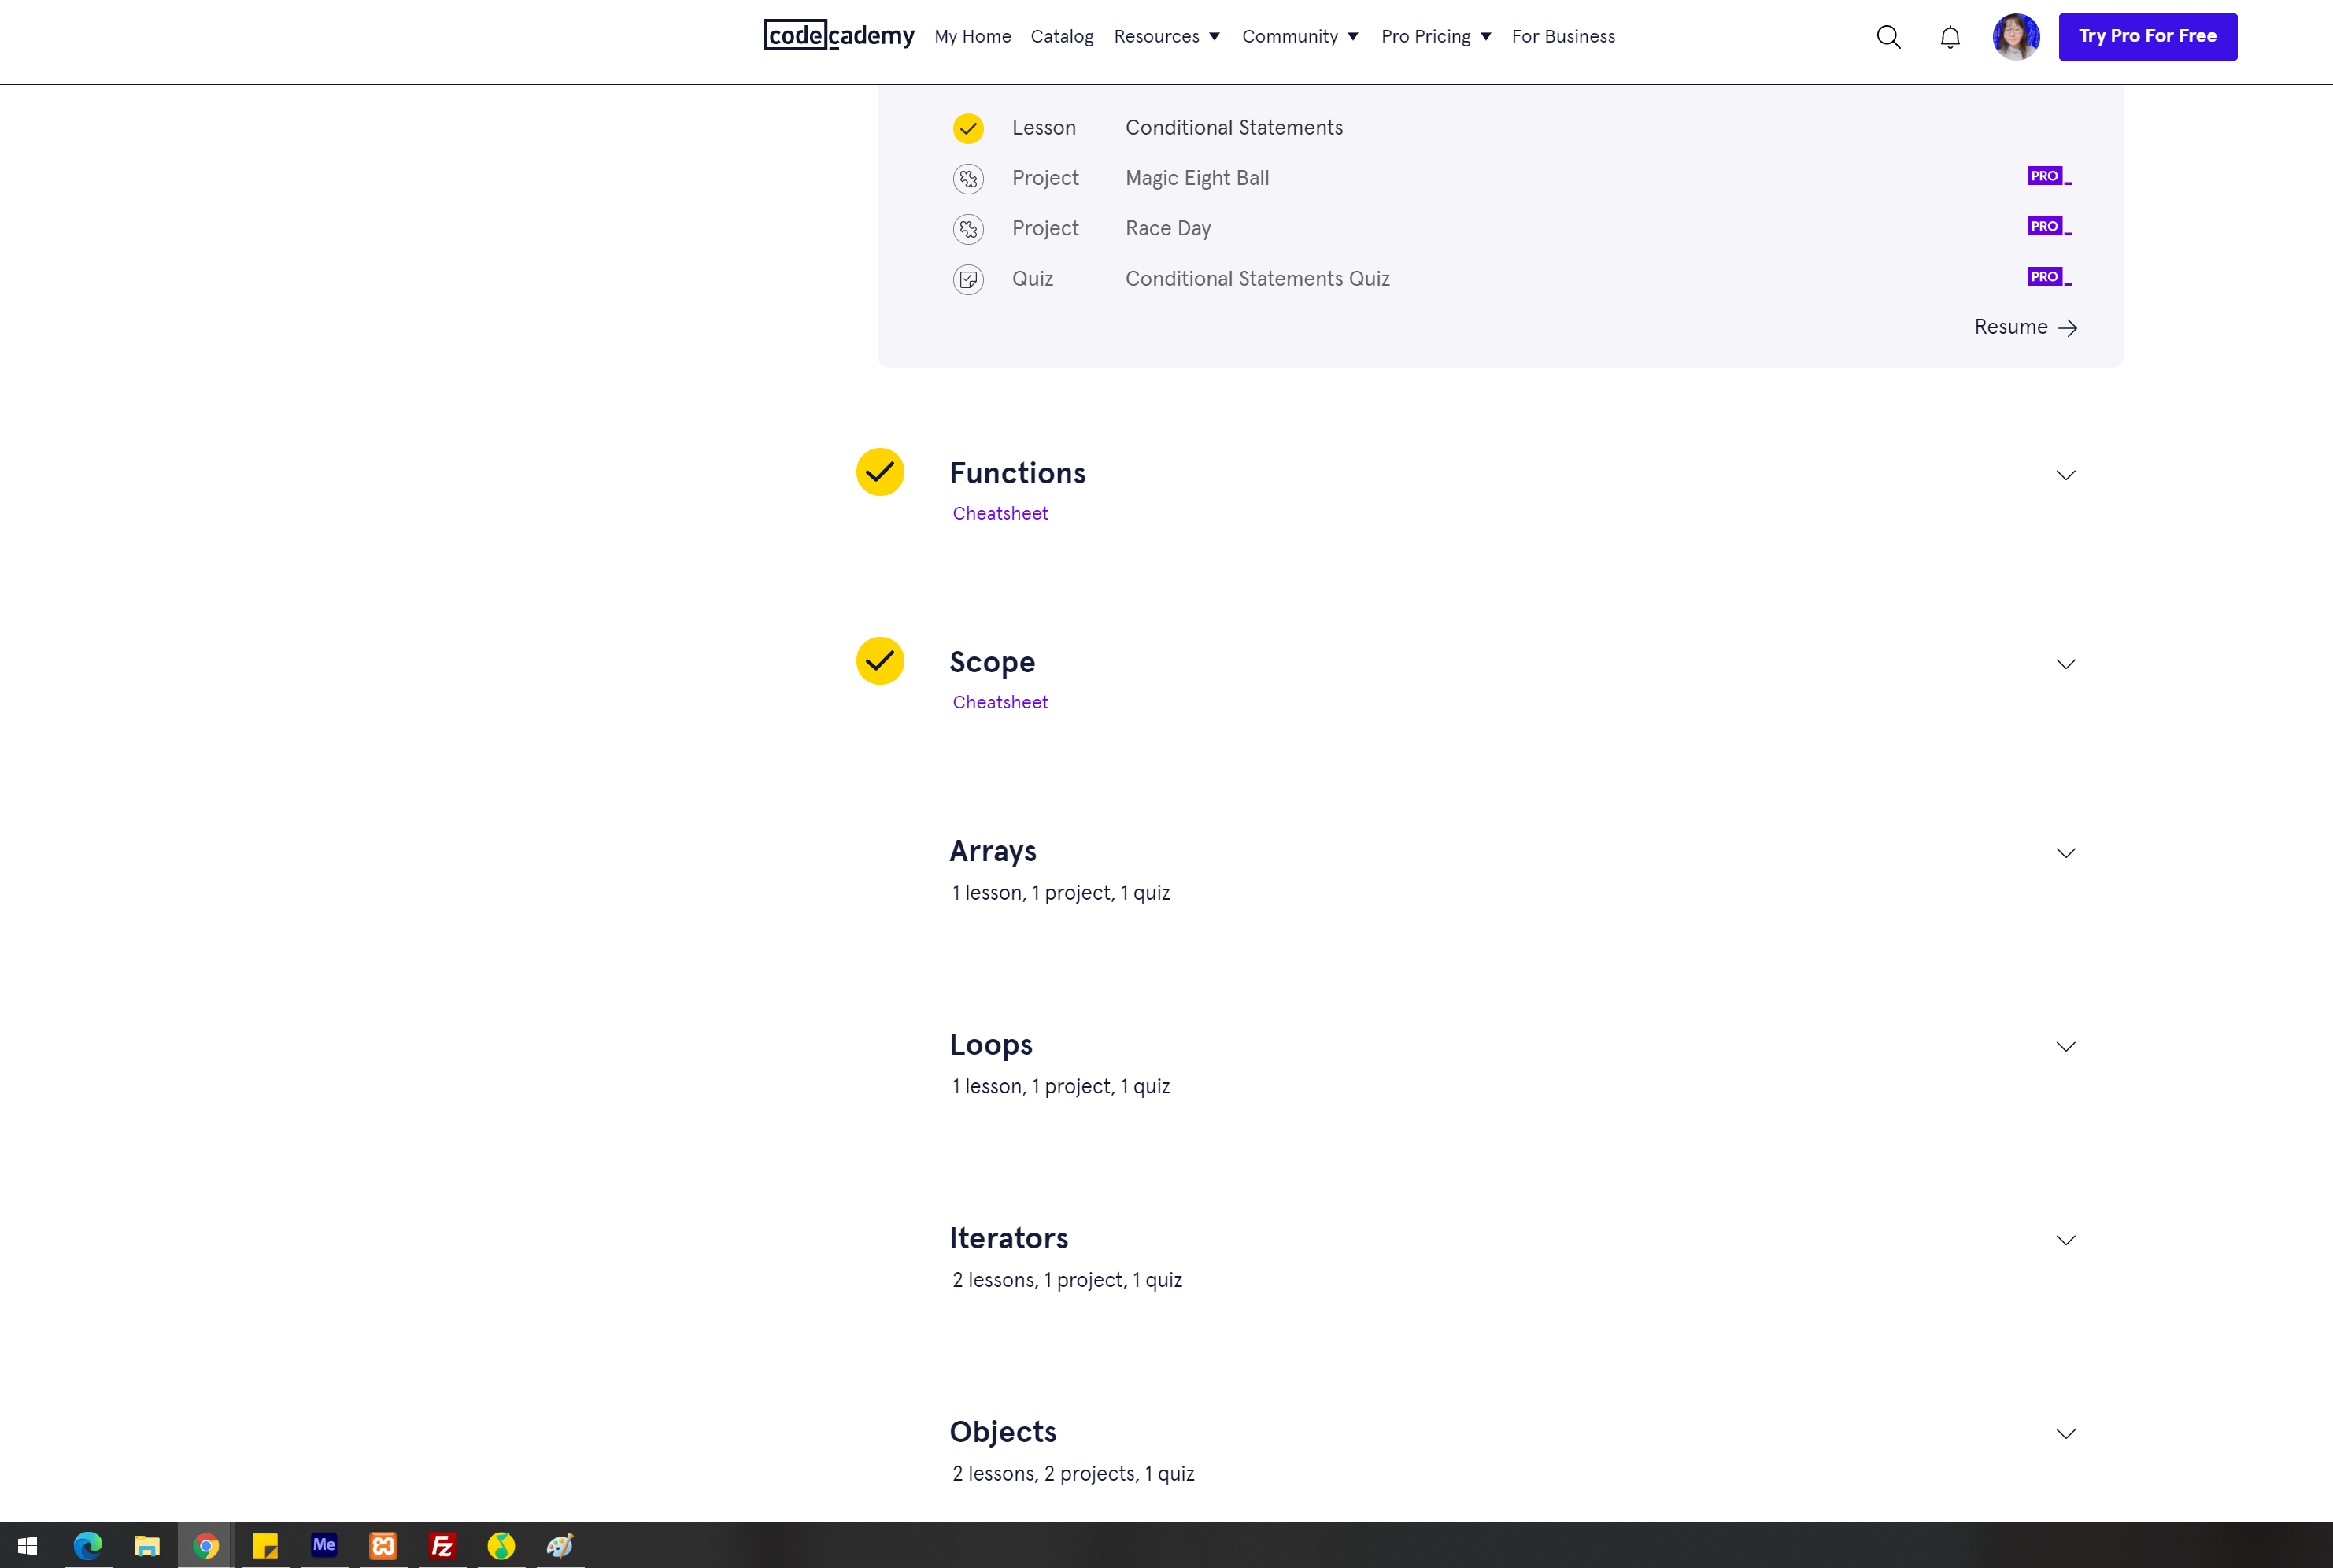 codecademy My Home Catalog Resources Community Pro Pricing For Business Try Pro For Free
Lesson Conditional Statements
Project Magic Eight Ball PRO
Project Race Day PRO
Quiz Conditional Statements Quiz PRO
Resume
Functions
Cheatsheet
Scope
Cheatsheet
Arrays
1 lesson, 1 project, 1 quiz
Loops
1 lesson, 1 project, 1 quiz
Iterators
2 lessons, 1 project, 1 quiz
Objects
2 lessons, 2 projects, 1 quiz
Me Fz